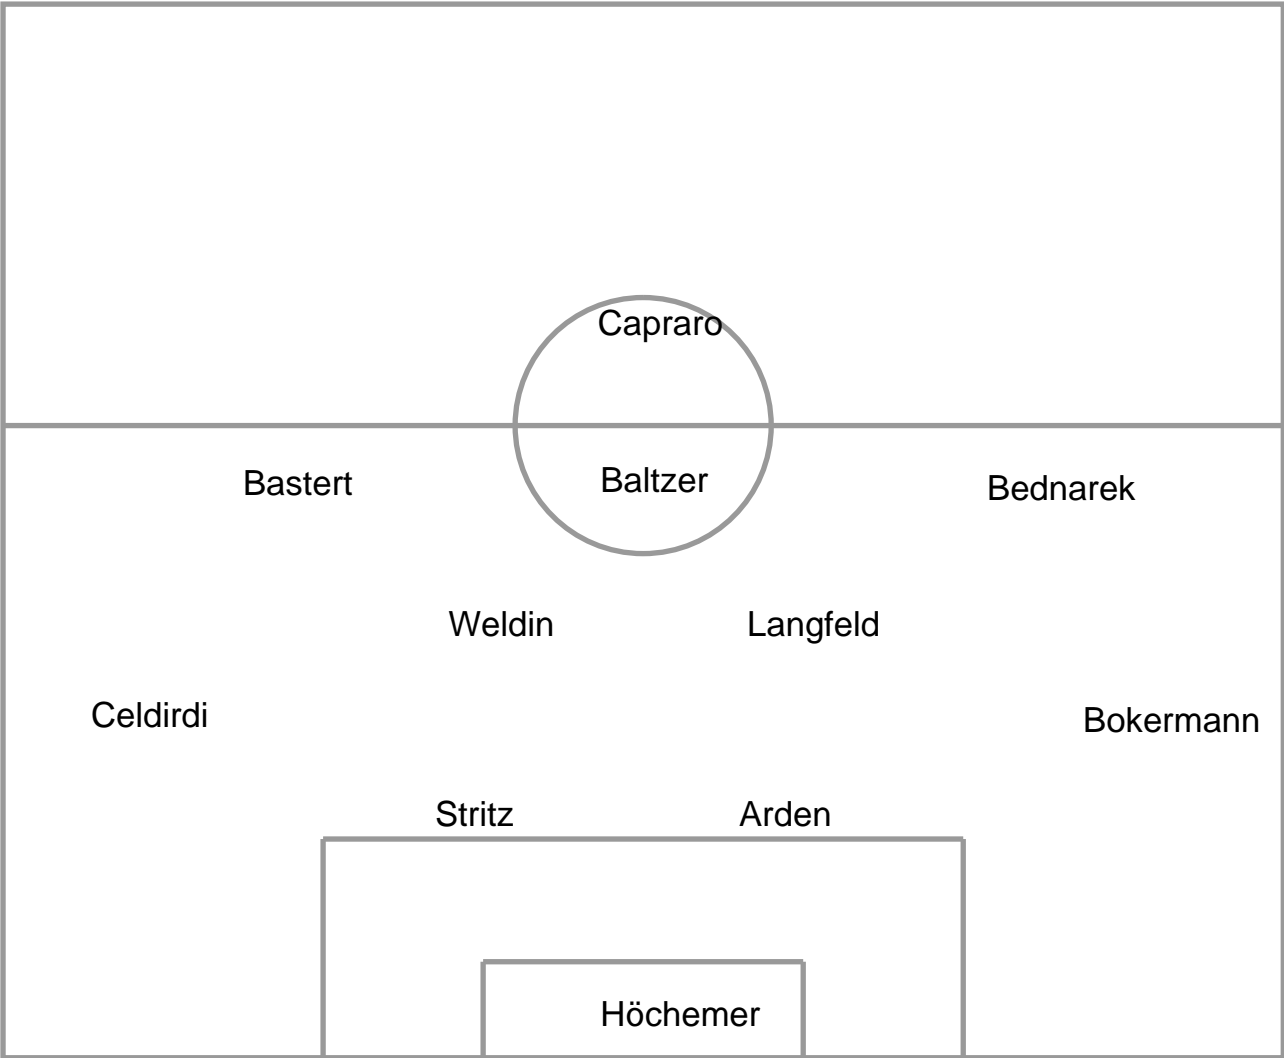 Capraro
Bastert
Baltzer
Bednarek
Weldin
Langfeld
Celdirdi
Bokermann
Stritz
Arden
Höchemer